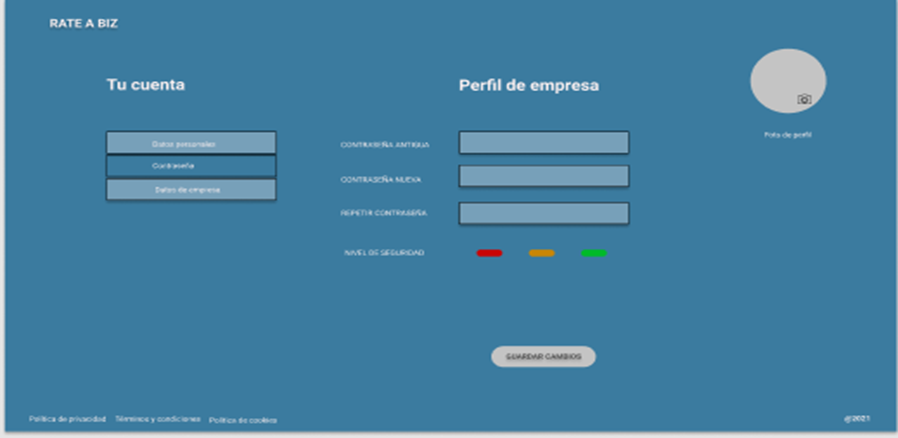 RATE A BIZ
Tu cuenta
Perfil de empresa
Foto de perfil
Datos personales
Contraseña
Datos de empresa
CONTRASEÑA ANTIGUA
CONTRASEÑA NUEVA
REPETIR CONTRASEÑA
NIVEL DE SEGURIDAD
GUARDAR CAMBIOS
Política de privacidad Términos y condiciones Política de cookies
@2021